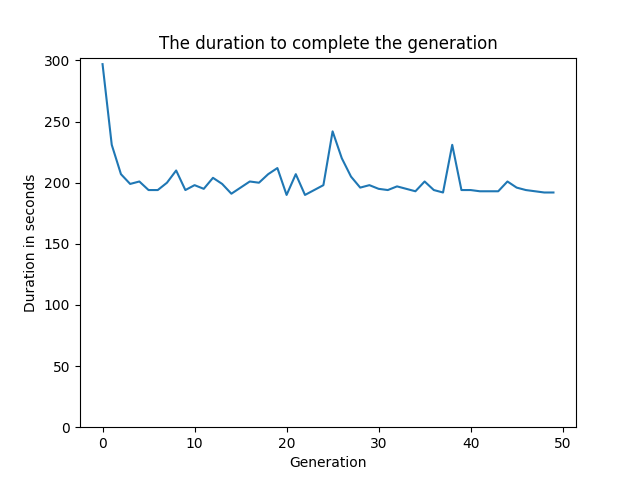 The duration to complete the generation
300
250
200
150
100
50
0
Duration in seconds
0 10 20 30 40 50
Generation